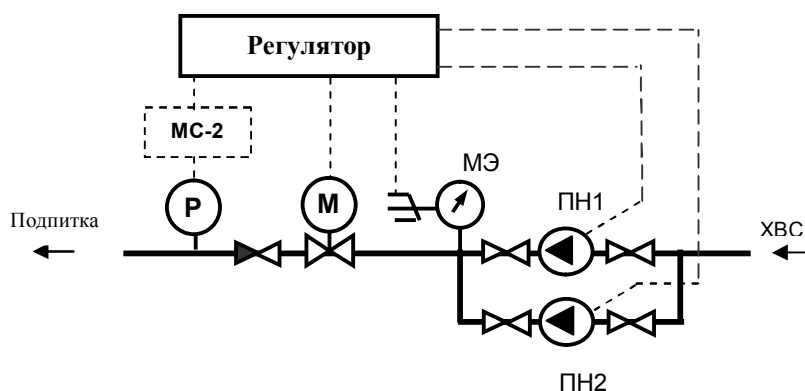 Регулятор
МС-2
МЭ
P
М
ПН1
Подпитка
ХВС
ПН2